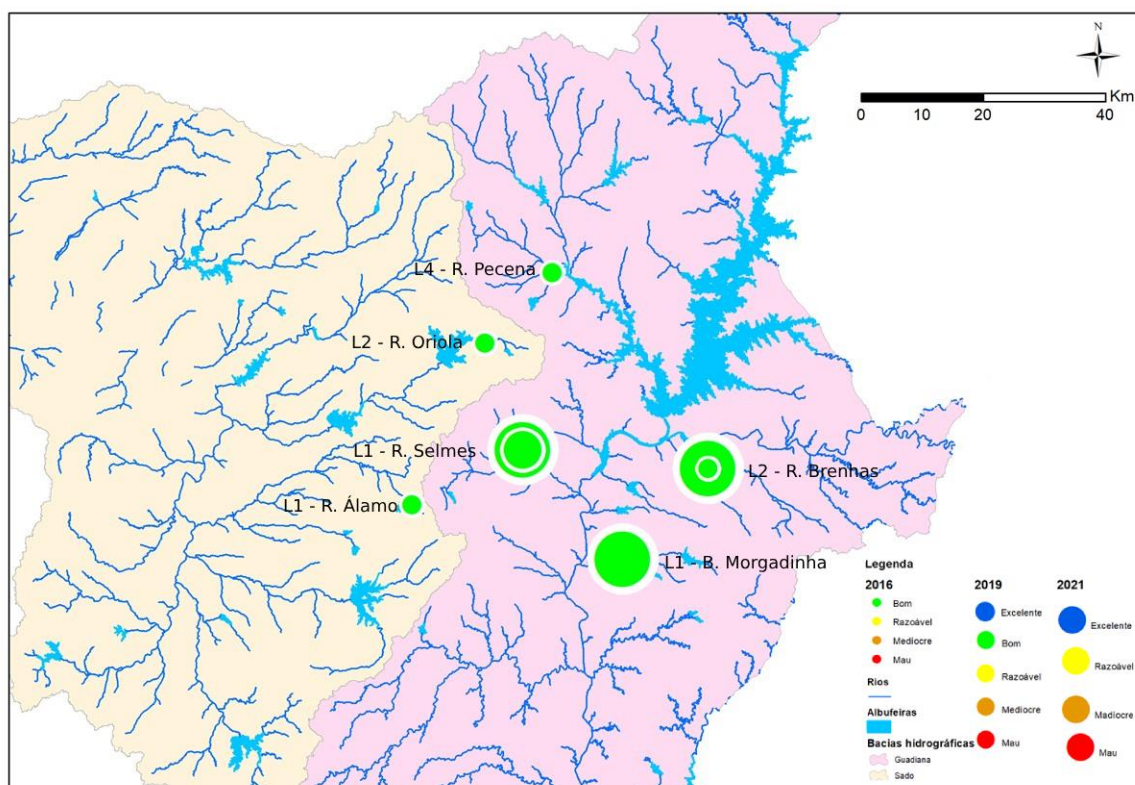 N
Km
0 10 20 40
L4 - R. Pecena
L2 - R. Oriola
L1 - R. Selmes
L2 - R. Brenhas
L1 - R. Álamo
L1 - B. Morgadinha
Legenda
2016
Bom
Razoável
Medíocre
Mau
Rios
Albufeiras
Bacias hidrográficas
Guadiana
Sado
2019
Excelente
Bom
Razoável
Medíocre
Mau
2021
Excelente
Razoável
Madíocre
Mau